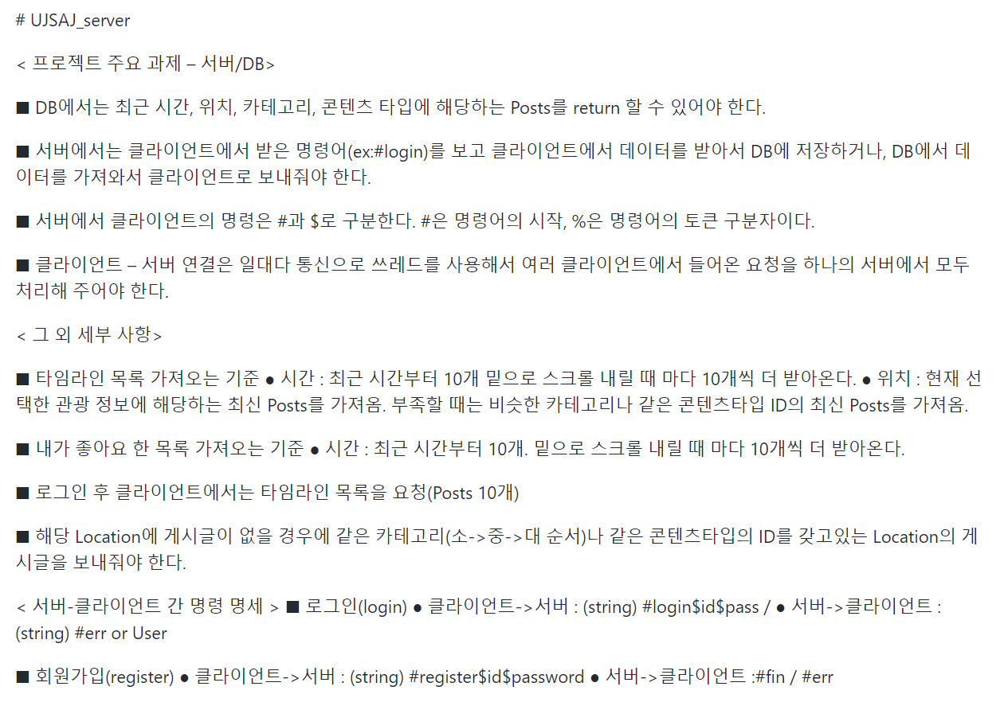 # UJSAJ_server
< 프로젝트 주요 과제 – 서버/DB>
■ DB에서는 최근 시간, 위치, 카테고리, 콘텐츠 타입에 해당하는 Posts를 return 할 수 있어야 한다.
■ 서버에서는 클라이언트에서 받은 명령어(ex:#login)를 보고 클라이언트에서 데이터를 받아서 DB에 저장하거나, DB에서 데
이터를 가져와서 클라이언트로 보내줘야 한다.
■ 서버에서 클라이언트의 명령은 #과 $로 구분한다. #은 명령어의 시작, %은 명령어의 토큰 구분자이다.
■ 클라이언트 – 서버 연결은 일대다 통신으로 쓰레드를 사용해서 여러 클라이언트에서 들어온 요청을 하나의 서버에서 모두
처리해 주어야 한다.
< 그 외 세부 사항>
■ 타임라인 목록 가져오는 기준 ● 시간 : 최근 시간부터 10개 밑으로 스크롤 내릴 때 마다 10개씩 더 받아온다. ● 위치 : 현재 선
택한 관광 정보에 해당하는 최신 Posts를 가져옴. 부족할 때는 비슷한 카테고리나 같은 콘텐츠타입 ID의 최신 Posts를 가져옴.
■ 내가 좋아요 한 목록 가져오는 기준 ● 시간 : 최근 시간부터 10개. 밑으로 스크롤 내릴 때 마다 10개씩 더 받아온다.
■ 로그인 후 클라이언트에서는 타임라인 목록을 요청(Posts 10개)
■ 해당 Location에 게시글이 없을 경우에 같은 카테고리(소->중->대 순서)나 같은 콘텐츠타입의 ID를 갖고있는 Location의 게
시글을 보내줘야 한다.
< 서버-클라이언트 간 명령 명세 > ■ 로그인(login) ● 클라이언트->서버 : (string) #login$id$pass / ● 서버->클라이언트 :
(string) #err or User
■ 회원가입(register) ● 클라이언트->서버 : (string) #register$id$password ● 서버->클라이언트 :#fin / #err